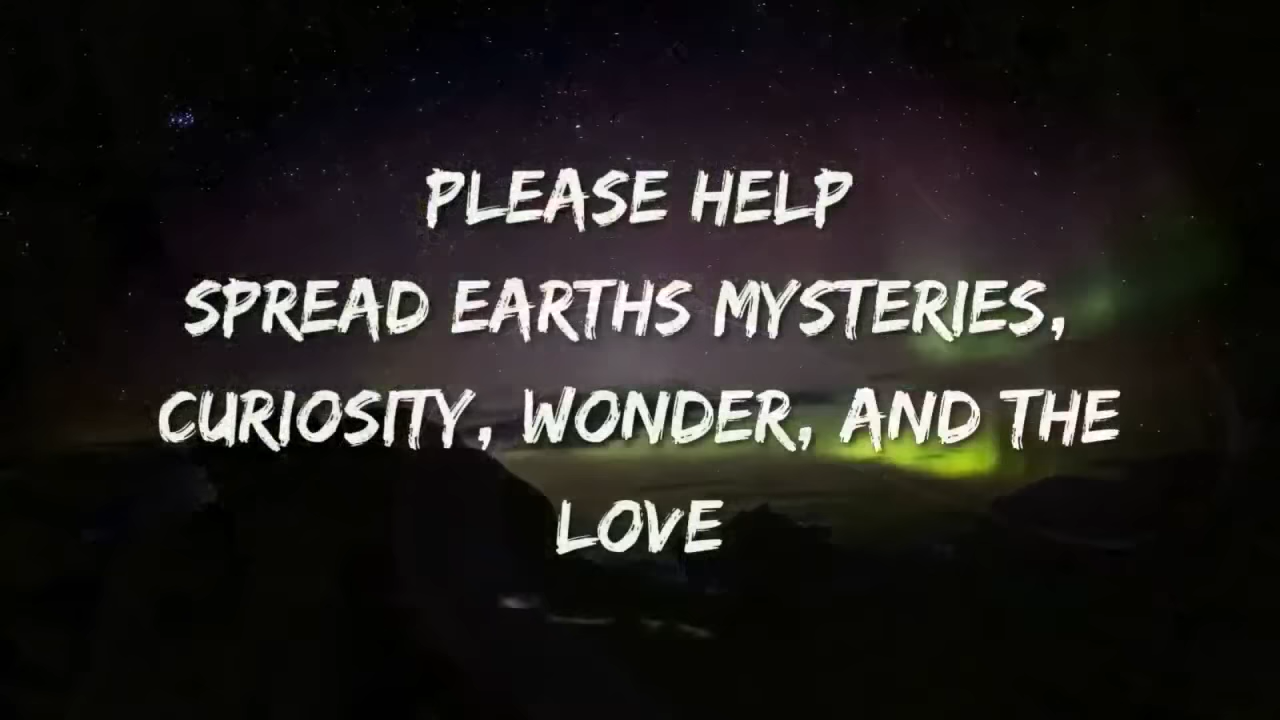 PLEASE HELP
SPREAD EARTHS MYSTERIES,
CURIOSITY, WONDER, AND THE
LOVE